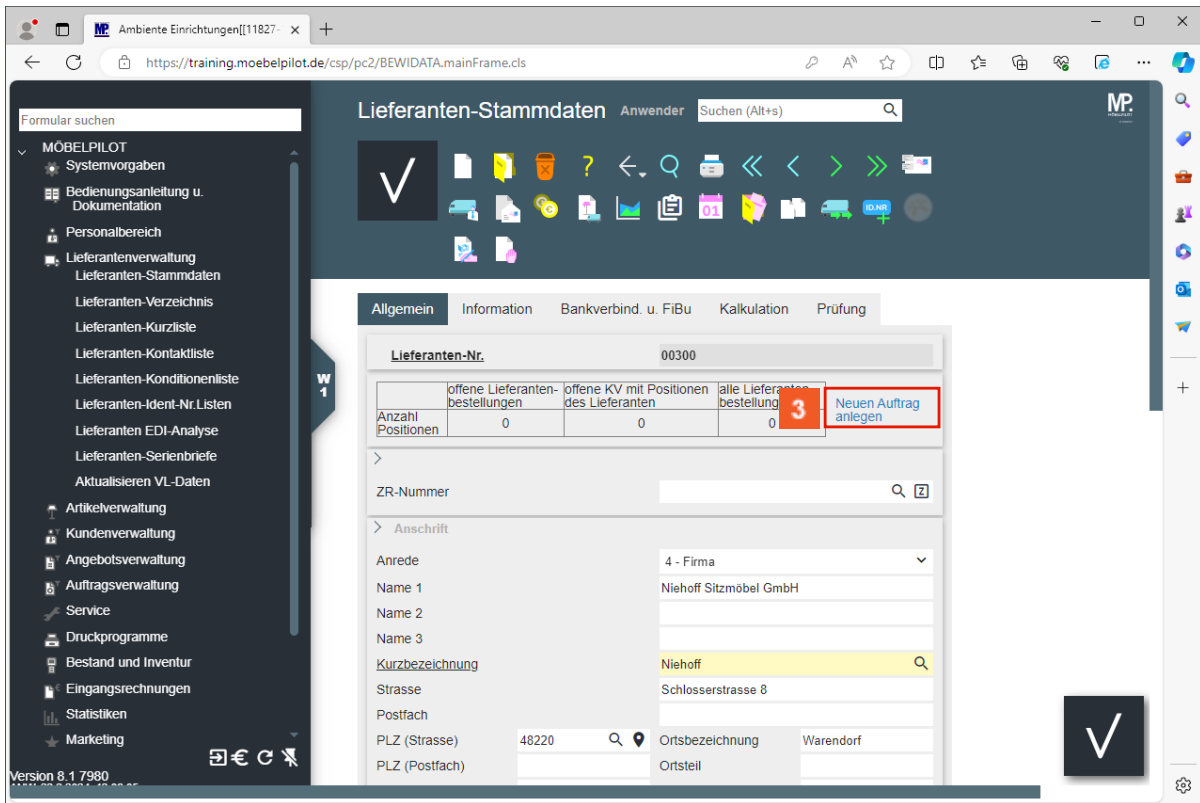 Ambiente Einrichtungen[[11827-
https://training.moebelpilot.de/csp/pc2/BEWIDATA.mainFrame.cls
Formular suchen
MÖBELPILOT
Systemvorgaben
Bedienungsanleitung u.
Dokumentation
Personalbereich
Lieferantenverwaltung
Lieferanten-Stammdaten
Lieferanten-Verzeichnis
Lieferanten-Kurzliste
Lieferanten-Kontaktliste
Lieferanten-Konditionenliste
Lieferanten-Ident-Nr.Listen
Lieferanten EDI-Analyse
Lieferanten-Serienbriefe
Aktualisieren VL-Daten
Artikelverwaltung
Kundenverwaltung
Angebotsverwaltung
Auftragsverwaltung
Service
Druckprogramme
Bestand und Inventur
Eingangsrechnungen
Statistiken
Marketing
Version 8.1 7980
W
1
Lieferanten-Stammdaten Anwender Suchen (Alt+s)
MP.
01
ID.NR
Allgemein Information Bankverbind. u. FiBu Kalkulation Prüfung
Lieferanten-Nr. 00300
offene Lieferanten-bestellungen offene KV mit Positionen des Lieferanten alle Lieferanten bestellung
Anzahl Positionen 0 0 0
3
Neuen Auftrag
anlegen
ZR-Nummer Z
Anschrift
Anrede 4 - Firma
Name 1 Niehoff Sitzmöbel GmbH
Name 2
Name 3
Kurzbezeichnung Niehoff
Strasse Schlosserstrasse 8
Postfach
PLZ (Strasse) 48220 Ortsbezeichnung Warendorf
PLZ (Postfach) Ortsteil